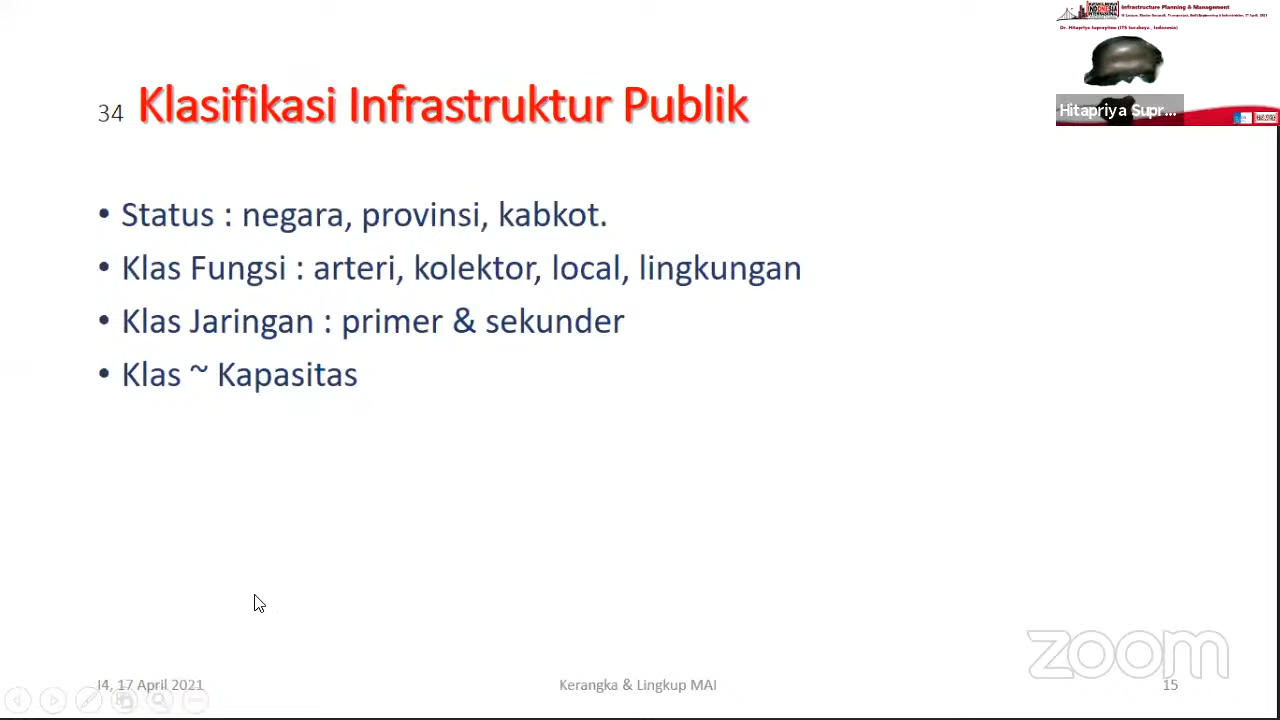 Infrastructure Planning & Management
Dr. Hitapriya Suprayitno (ITS Surabaya, Indonesia)
Hitapriya Supr...
34 Klasifikasi Infrastruktur Publik
• Status : negara, provinsi, kabkot.
• Klas Fungsi : arteri, kolektor, local, lingkungan
• Klas Jaringan : primer & sekunder
• Klas ~ Kapasitas
zoom
I4, 17 April 2021
Kerangka & Lingkup MAI
15